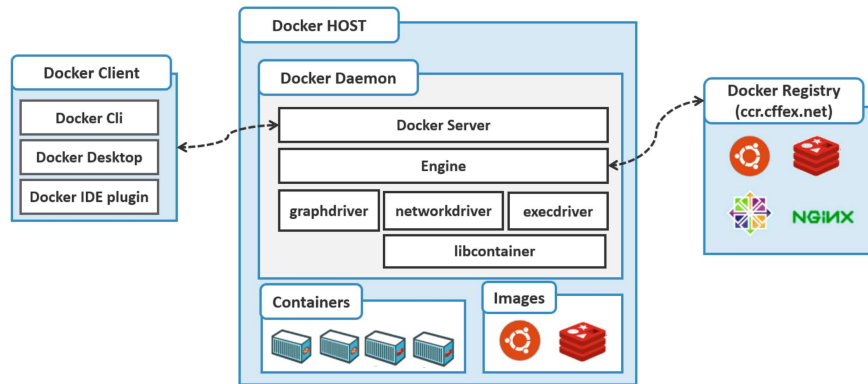 Docker HOST
Docker Client
Docker Cli
Docker Desktop
Docker IDE plugin
Docker Daemon
Docker Server
Engine
graphdriver
networkdriver
execdriver
libcontainer
Containers
Images
Docker Registry
(ccr.cffex.net)
NGiNX